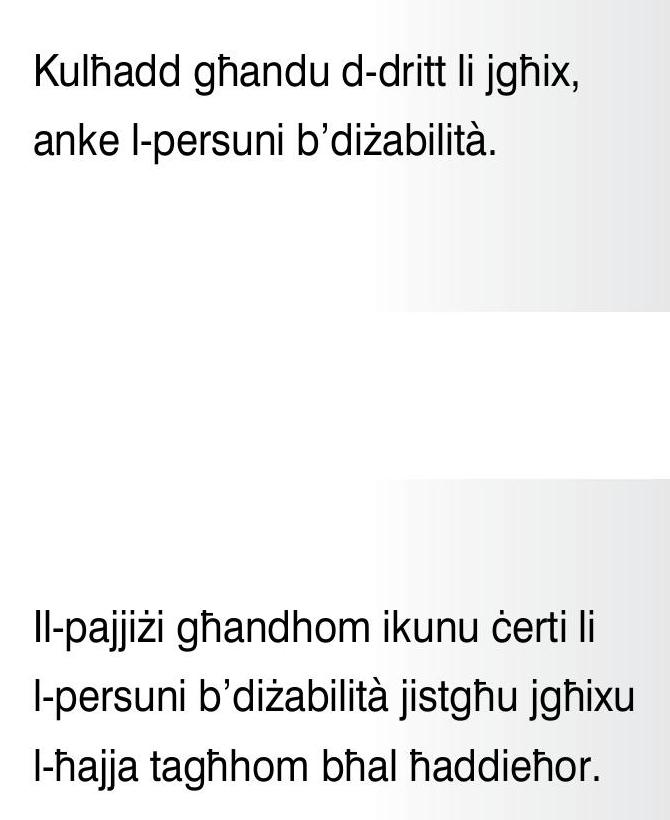 Kulħadd għandu d-dritt li jgħix,
anke l-persuni b’diżabilità.
Il-pajjiżi għandhom ikunu ċerti li
l-persuni b’diżabilità jistgħu jgħixu
l-ħajja tagħhom bħal ħaddieħor.